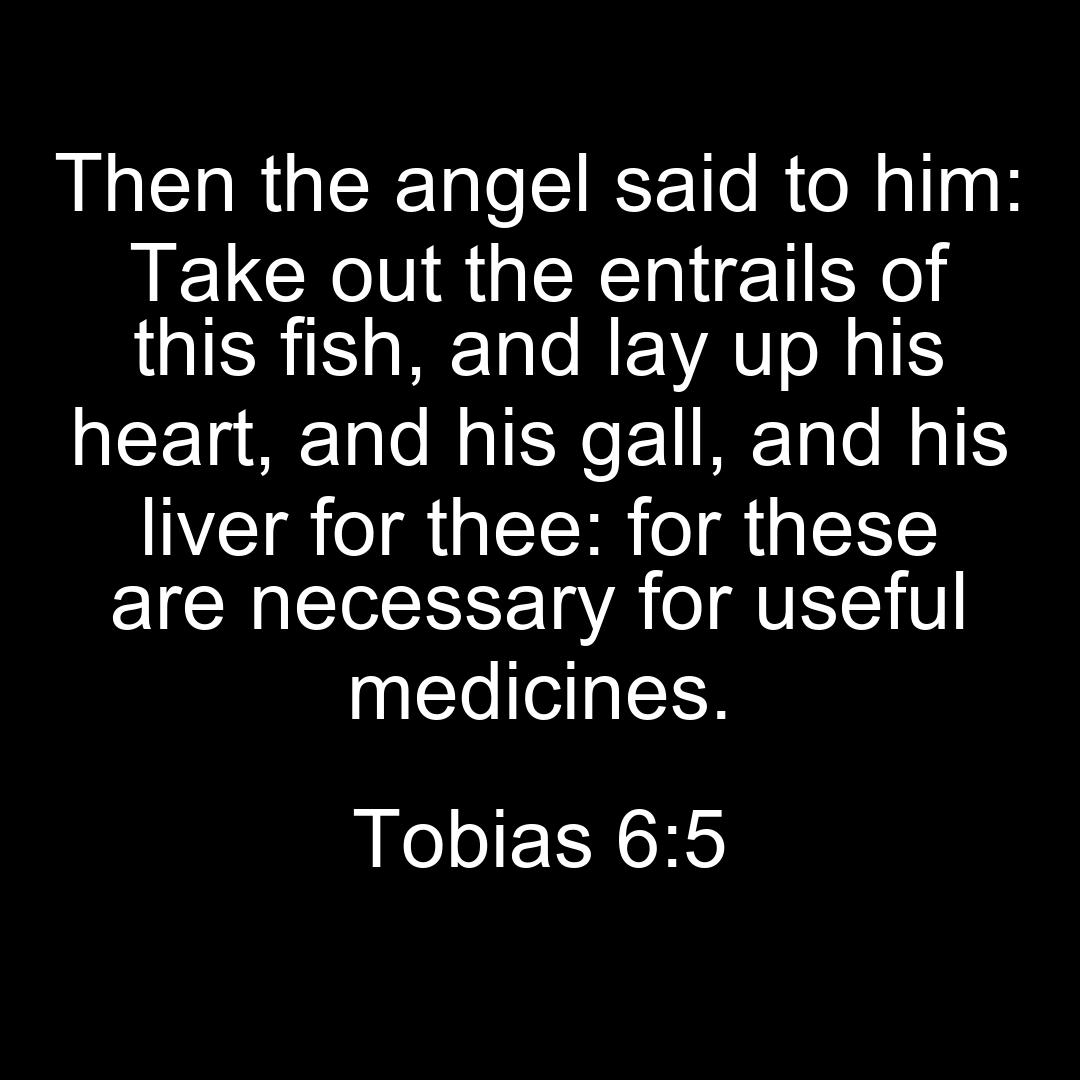 Then the angel said to him:
Take out the entrails of
this fish, and lay up his
heart, and his gall, and his
liver for thee: for these
are necessary for useful
medicines.
Tobias 6:5